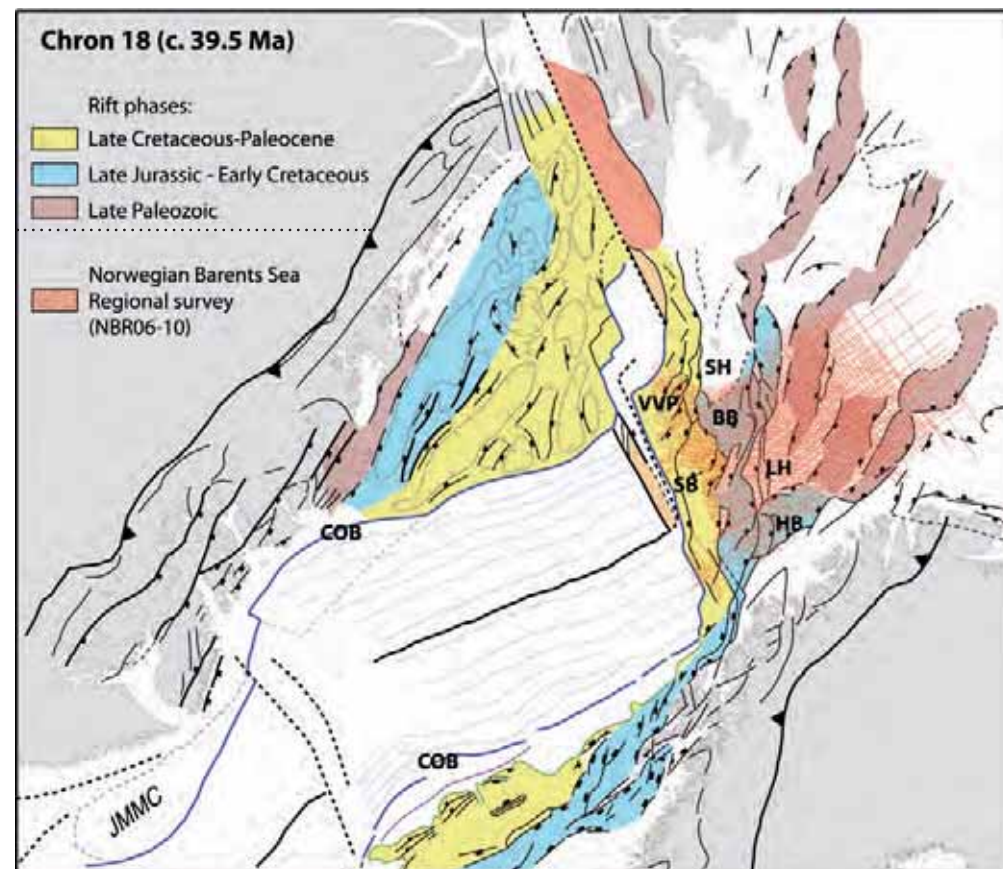 Chron 18 (c. 39.5 Ma)
Rift phases:
Late Cretaceous-Paleocene
Late Jurassic - Early Cretaceous
Late Paleozoic
Norwegian Barents Sea
Regional survey
(NBR06-10)
SH
VVP
BB
LH
SB
HB
COB
COB
JMMC